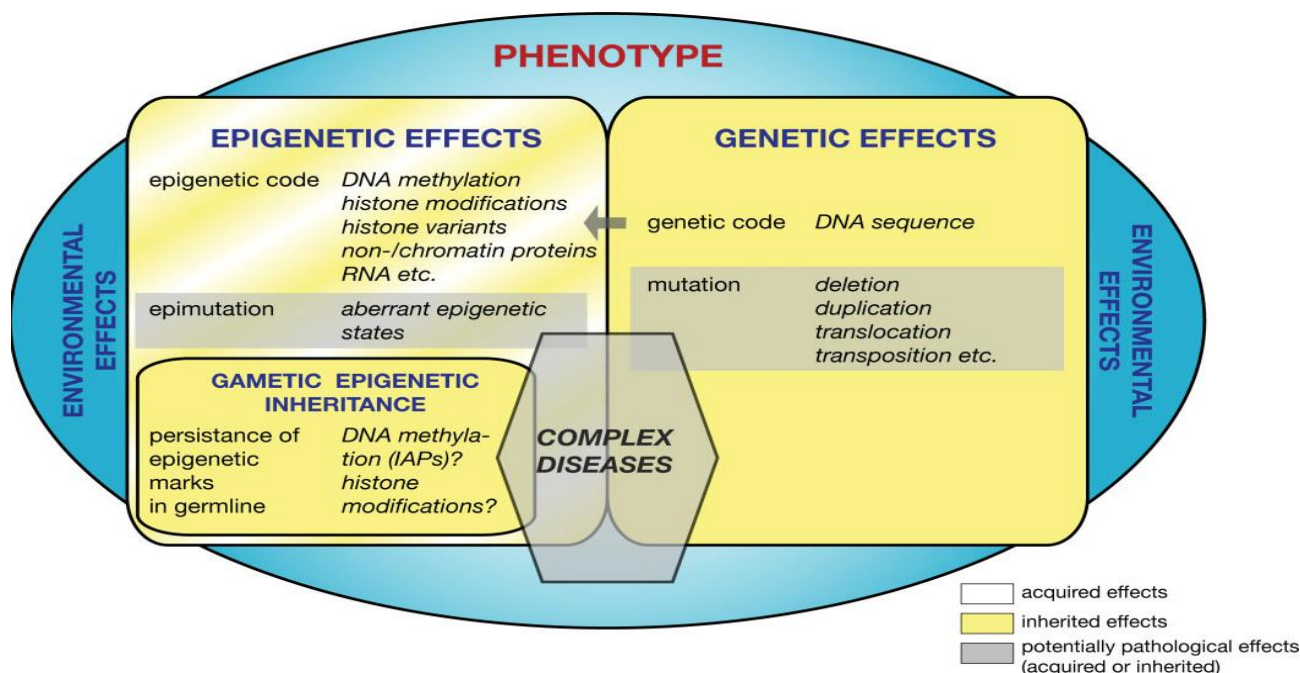 PHENOTYPE
EPIGENETIC EFFECTS
epigenetic code DNA methylation
histone modifications
histone variants
non-/chromatin proteins
RNA etc.
epimutation aberrant epigenetic
states
GAMETIC EPIGENETIC
INHERITANCE
persistance of DNA methyla-
epigenetic tion (IAPs)?
marks histone
in germline modifications?
GENETIC EFFECTS
genetic code DNA sequence
mutation deletion
duplication
translocation
transposition etc.
COMPLEX
DISEASES
ENVIRONMENTAL
EFFECTS
ENVIRONMENTAL
EFFECTS
acquired effects
inherited effects
potentially pathological effects
(acquired or inherited)